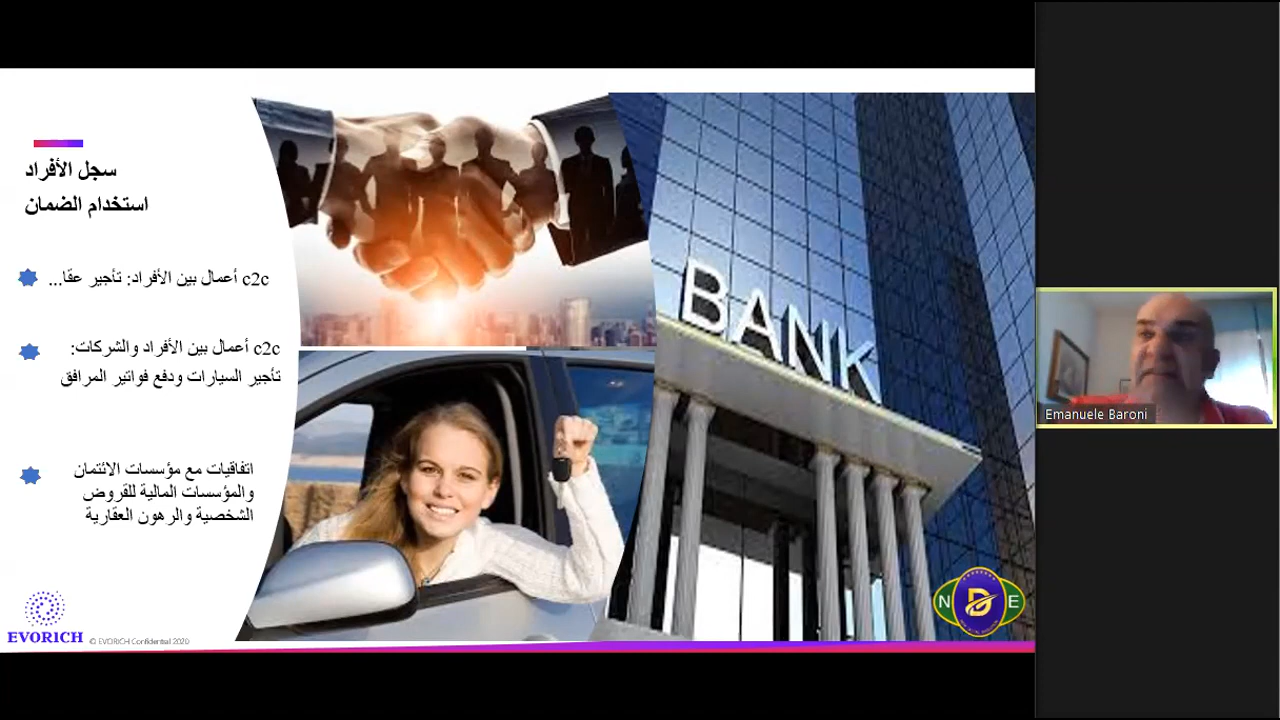 سجل الأفراد
استخدام الضمان
c2c أعمال بين الأفراد: تأجير عقا...
c2c أعمال بين الأفراد والشركات:
تأجير السيارات ودفع فواتير المرافق
اتفاقيات مع مؤسسات الائتمان
والمؤسسات المالية للقروض
الشخصية والرهون العقارية
BANK
N D E
EVORICH
© EVORICH Confidential 2020
Emanuele Baroni